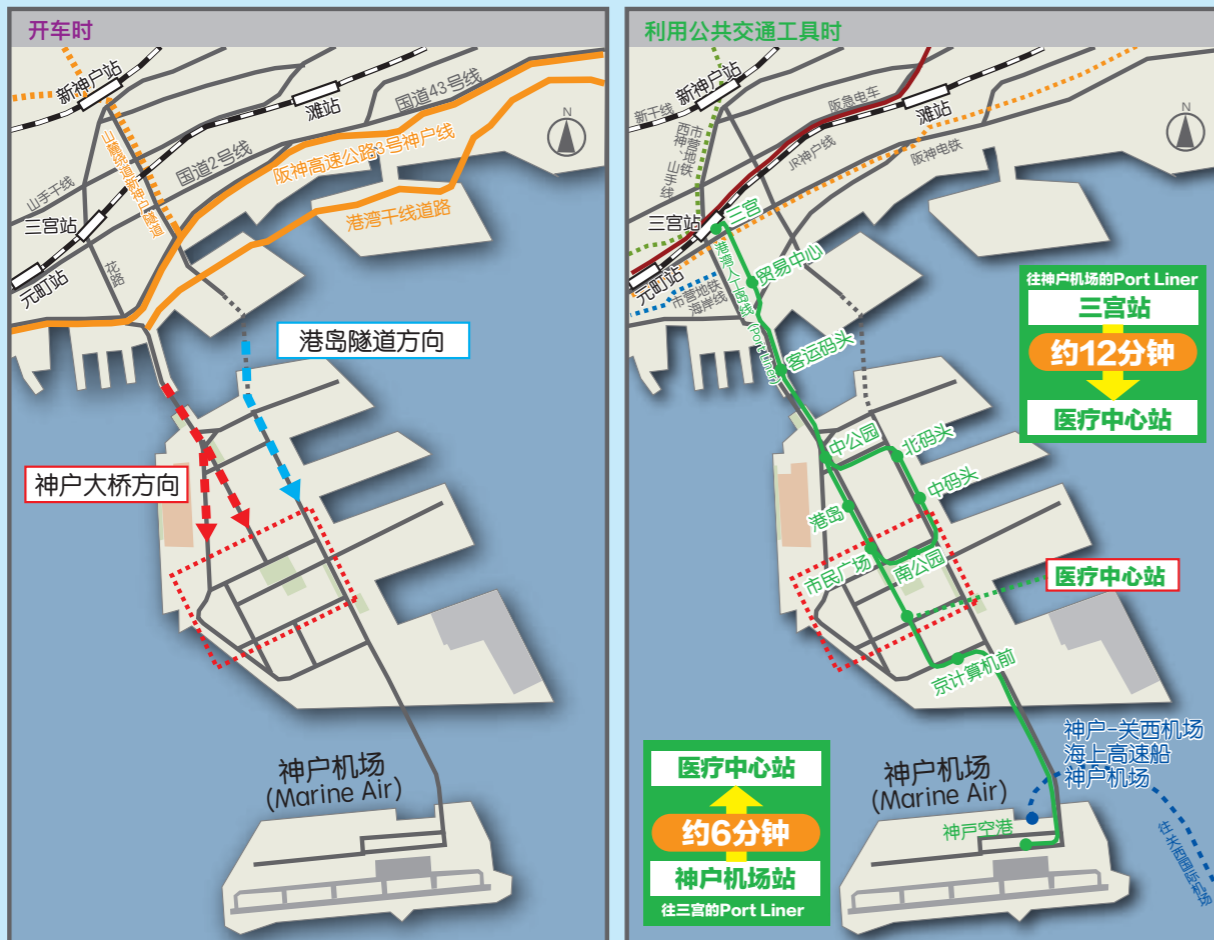 开车时
新神户站
滩站
国道43号线
山麓绕道新神户隧道
国道2号线
阪神高速公路3号神户线
N
山手干线
三宫站
港湾干线道路
元町站
花路
港岛隧道方向
神户大桥方向
神户机场
(Marine Air)
利用公共交通工具时
新神户站
新干线
阪急电车
滩站
市营地铁
西神·山手线
JR神户线
阪神电铁
N
三宫站
三宫
元町站
市营地铁
海岸线
(Port Liner)
贸易中心
客运码头
往神户机场的Port Liner
三宫站
约12分钟
医疗中心站
中公园
北码头
中码头
港岛
市民广场
南公园
医疗中心站
京计算机前
神户-关西机场
海上高速船
神户机场
神户机场
(Marine Air)
神戸空港
往 关西国际机场
医疗中心站
约6分钟
神户机场站
往三宫的Port Liner